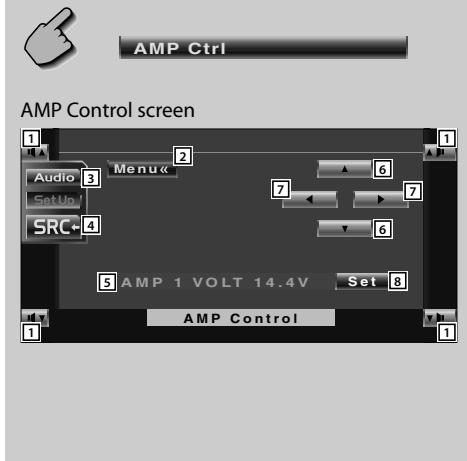 AMP Ctrl
AMP Control screen
1 1
2
Menu« 6
Audio 3
7 7
SetUp
SRC 4
6
5 AMP 1 VOLT 14.4V Set 8
AMP Control
1 1